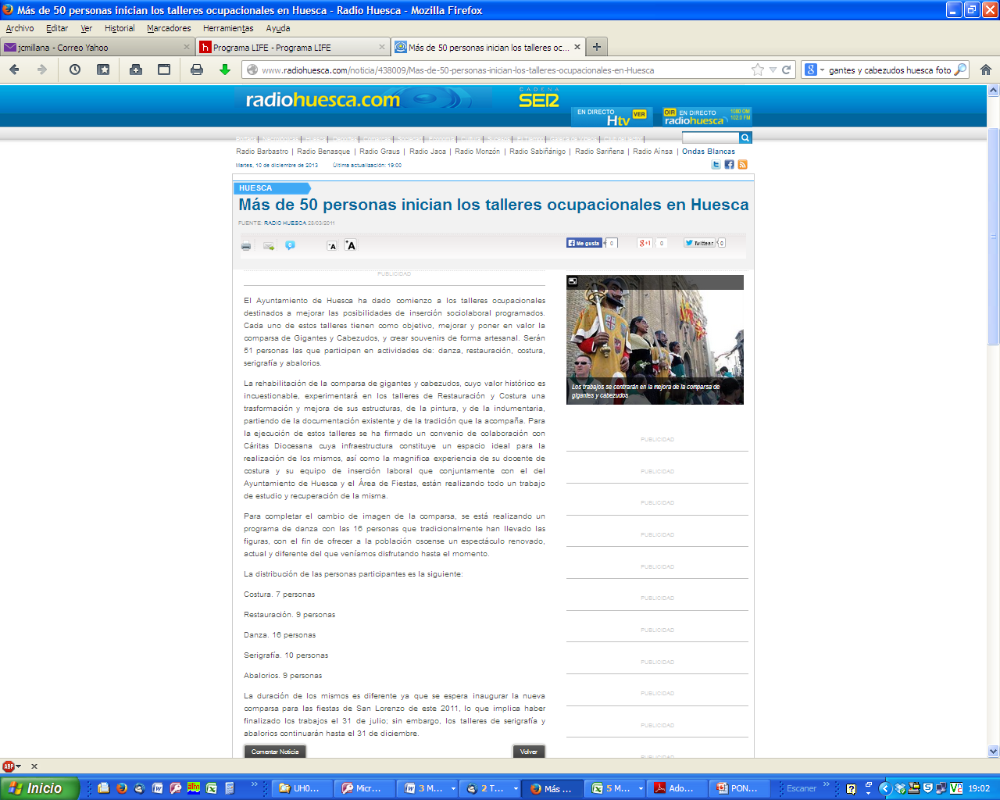 Más de 50 personas inician los talleres ocupacionales en Huesca - Radio Huesca - Mozilla Firefox
Archivo Editar Ver Historial Marcadores Herramientas Ayuda
jcmillana - Correo Yahoo
Programa LIFE - Programa LIFE
Más de 50 personas inician los talleres oc...
www.radiohuesca.com/noticia/438009/Mas-de-50-personas-inician-los-talleres-ocupacionales-en-Huesca
gantes y cabezudos huesca foto
radiohuesca.com
CADENA
SER
EN DIRECTO
Htv
VER
OIR EN DIRECTO
radiohuesca
1080 OM
102.0 FM
Radio Barbastro | Radio Benasque | Radio Graus | Radio Jaca | Radio Monzón | Radio Sabiñánigo | Radio Sariñena | Radio Aínsa | Ondas Blancas
Martes, 10 de diciembre de 2013 Última actualización: 19:00
HUESCA
Más de 50 personas inician los talleres ocupacionales en Huesca
FUENTE: RADIO HUESCA 28/03/2011
0
-A
+A
Me gusta
0
g+1
0
Twittear
0
PUBLICIDAD
El Ayuntamiento de Huesca ha dado comienzo a los talleres ocupacionales
destinados a mejorar las posibilidades de inserción sociolaboral programados.
Cada uno de estos talleres tienen como objetivo, mejorar y poner en valor la
comparsa de Gigantes y Cabezudos, y crear souvenirs de forma artesanal. Serán
51 personas las que participen en actividades de: danza, restauración, costura,
serigrafía y abalorios.
La rehabilitación de la comparsa de gigantes y cabezudos, cuyo valor histórico es
incuestionable, experimentará en los talleres de Restauración y Costura una
trasformación y mejora de sus estructuras, de la pintura, y de la indumentaria,
partiendo de la documentación existente y de la tradición que la acompaña. Para
la ejecución de estos talleres se ha firmado un convenio de colaboración con
Cáritas Diocesana cuya infraestructura constituye un espacio ideal para la
realización de los mismos, así como la magnifica experiencia de su docente de
costura y su equipo de inserción laboral que conjuntamente con el del
Ayuntamiento de Huesca y el Área de Fiestas, están realizando todo un trabajo
de estudio y recuperación de la misma.
Para completar el cambio de imagen de la comparsa, se está realizando un
programa de danza con las 16 personas que tradicionalmente han llevado las
figuras, con el fin de ofrecer a la población oscense un espectáculo renovado,
actual y diferente del que veníamos disfrutando hasta el momento.
La distribución de las personas participantes es la siguiente:
Costura. 7 personas
Restauración. 9 personas
Danza. 16 personas
Serigrafía. 10 personas
Abalorios. 9 personas
La duración de los mismos es diferente ya que se espera inaugurar la nueva
comparsa para las fiestas de San Lorenzo de este 2011, lo que implica haber
finalizado los trabajos el 31 de julio; sin embargo, los talleres de serigrafía y
abalorios continuarán hasta el 31 de diciembre.
Comentar Noticia
Volver
Los trabajos se centrarán en la mejora de la comparsa de
gigantes y cabezudos
PUBLICIDAD
PUBLICIDAD
PUBLICIDAD
PUBLICIDAD
PUBLICIDAD
PUBLICIDAD
PUBLICIDAD
PUBLICIDAD
PUBLICIDAD
PUBLICIDAD
PUBLICIDAD
ABP
Inicio
UH0...
Micr...
3 M...
2 T...
Más ...
5 M...
Ado...
PON...
Escaner
19:02